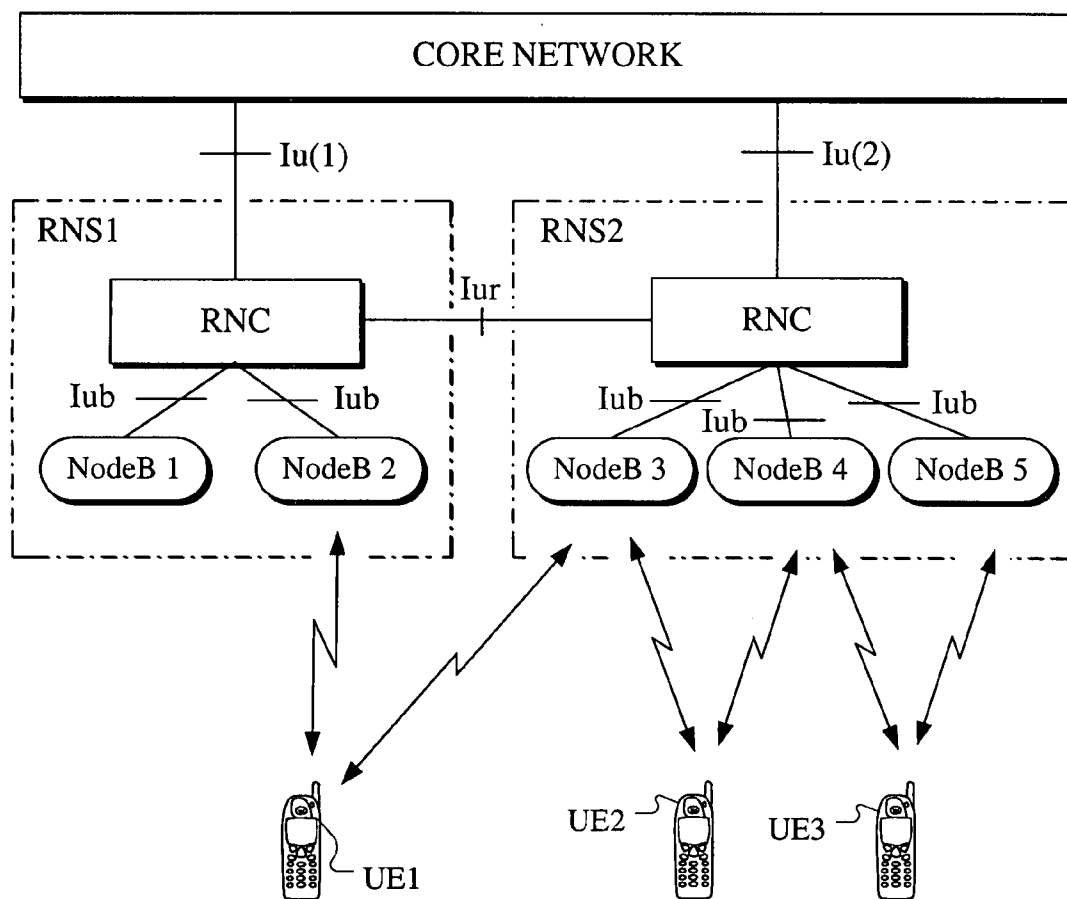 CORE NETWORK
Iu(1)
Iu(2)
RNS1
RNS2
RNC
Iur
RNC
Iub
Iub
Iub
Iub
Iub
NodeB 1
NodeB 2
NodeB 3
NodeB 4
NodeB 5
UE1
UE2
UE3